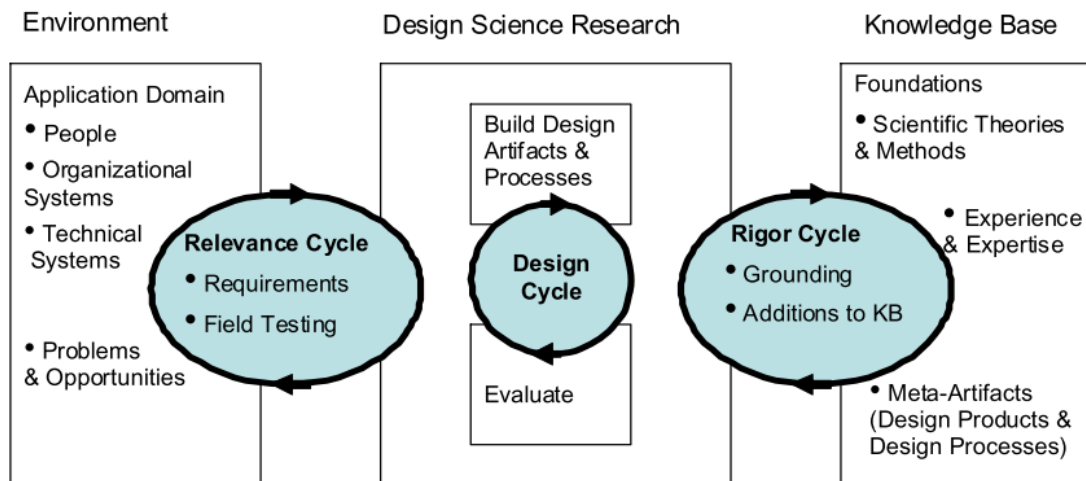 Environment
Design Science Research
Knowledge Base
Application Domain
• People
• Organizational
Systems
• Technical
Systems
• Problems
& Opportunities
Relevance Cycle
• Requirements
• Field Testing
Build Design
Artifacts &
Processes
Design
Cycle
Evaluate
Rigor Cycle
• Grounding
• Additions to KB
Foundations
• Scientific Theories
& Methods
• Experience
& Expertise
• Meta-Artifacts
(Design Products &
Design Processes)